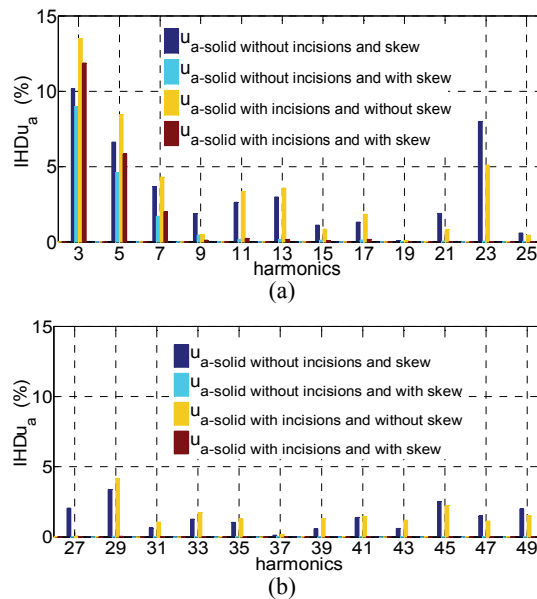 15
10
5
0
IHDu_a (%)
u_a-solid without incisions and skew
u_a-solid without incisions and with skew
u_a-solid with incisions and without skew
u_a-solid with incisions and with skew
3 5 7 9 11 13 15 17 19 21 23 25
harmonics
(a)
15
10
5
0
IHDu_a (%)
u_a-solid without incisions and skew
u_a-solid without incisions and with skew
u_a-solid with incisions and without skew
u_a-solid with incisions and with skew
27 29 31 33 35 37 39 41 43 45 47 49
harmonics
(b)